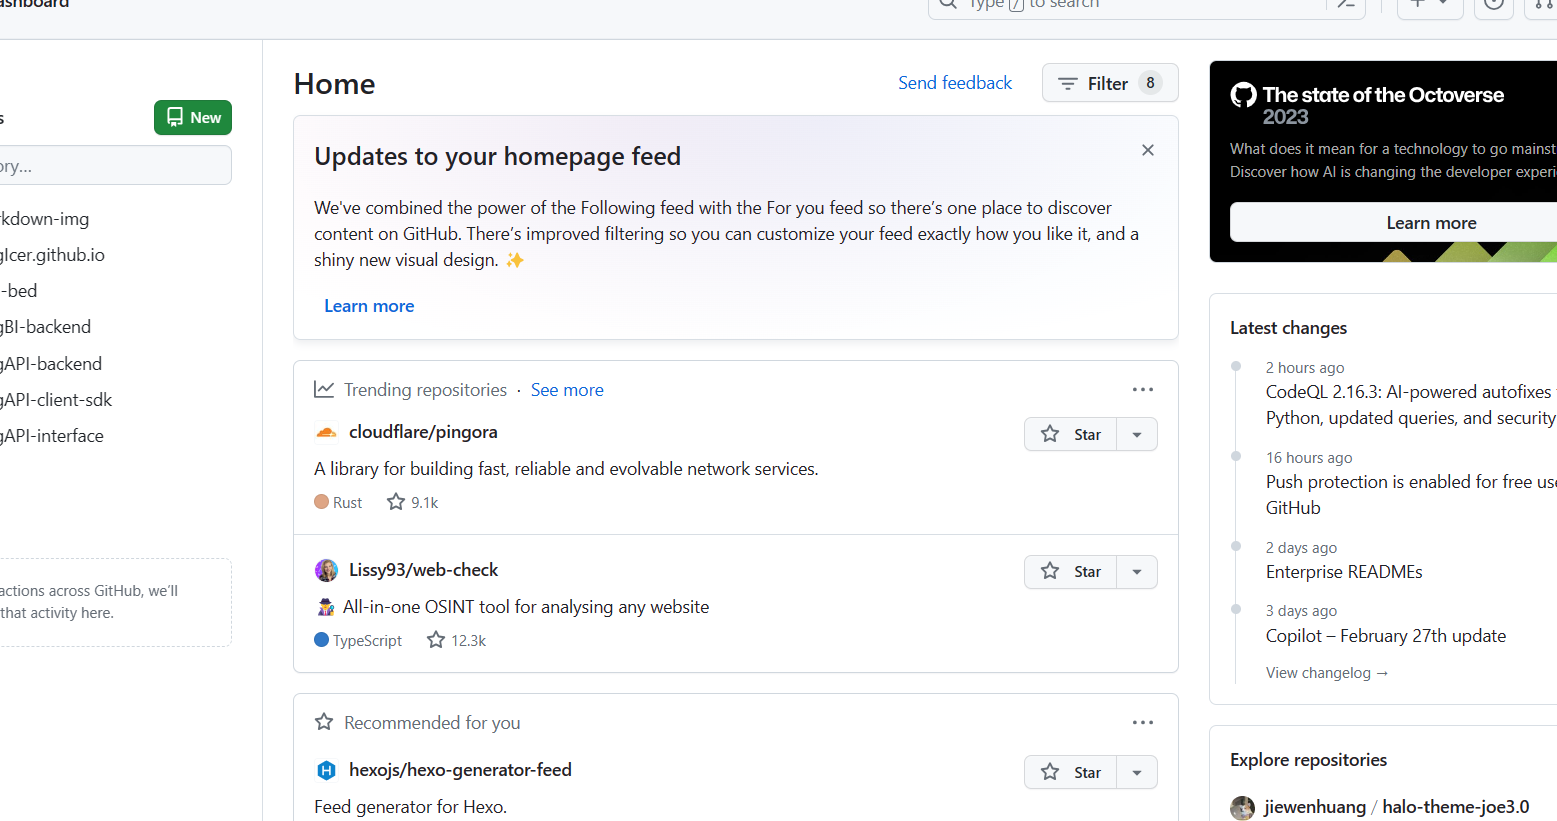 Type / to search
New
ory...
kdown-img
gIcer.github.io
-bed
gBI-backend
gAPI-backend
gAPI-client-sdk
gAPI-interface
actions across GitHub, we'll
that activity here.
Home
Send feedback
Filter 8
Updates to your homepage feed
We've combined the power of the Following feed with the For you feed so there's one place to discover
content on GitHub. There's improved filtering so you can customize your feed exactly how you like it, and a
shiny new visual design. ✨
Learn more
Trending repositories · See more
cloudflare/pingora
Star
A library for building fast, reliable and evolvable network services.
Rust 9.1k
Lissy93/web-check
Star
All-in-one OSINT tool for analysing any website
TypeScript 12.3k
Recommended for you
hexojs/hexo-generator-feed
Star
Feed generator for Hexo.
The state of the Octoverse
2023
What does it mean for a technology to go mainst
Discover how AI is changing the developer experi
Learn more
Latest changes
2 hours ago
CodeQL 2.16.3: AI-powered autofixes
Python, updated queries, and security
16 hours ago
Push protection is enabled for free use
GitHub
2 days ago
Enterprise READMEs
3 days ago
Copilot – February 27th update
View changelog →
Explore repositories
jiewenhuang / halo-theme-joe3.0